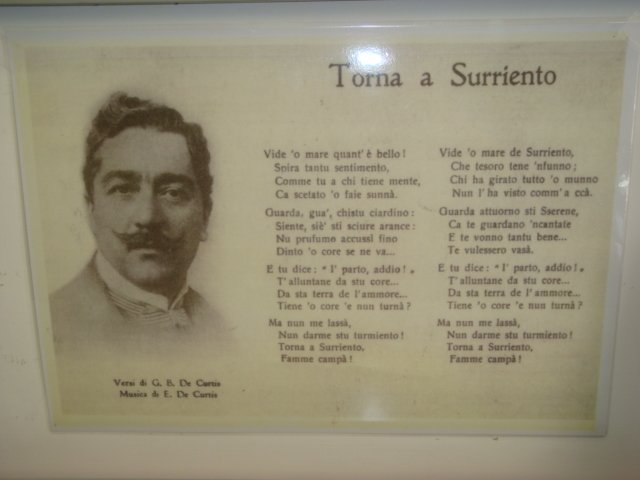 Torna a Surriento
Vide 'o mare quant' è bello!
Spira tantu sentimento,
Comme tu a chi tiene mente,
Ca scetato 'o faie sunnà.
Guarda, gua', chistu ciardino:
Siente, siè' sti sciure arance:
Nu prufumo accussì fino
Dinto 'o core se ne va...
E tu dice: "I' parto, addio!„
T'alluntane da stu core...
Da sta terra de l'ammore...
Tiene 'o core 'e nun turnà?
Ma nun me lassà,
Nun darme stu turmiento!
Torna a Surriento,
Famme campà!
Vide 'o mare de Surriento,
Che tesoro tene 'nfunno;
Chi ha girato tutto 'o munno
Nun l'ha visto comm'a ccà.
Guarda attuorno sti Sserene,
Ca te guardano 'ncantate
E te vonno tantu bene...
Te vulessero vasà.
E tu dice: "I' parto, addio!„
T'alluntane da stu core...
Da sta terra de l'ammore...
Tiene 'o core 'e nun turnà?
Ma nun me lassà,
Nun darme stu turmiento!
Torna a Surriento,
Famme campà!
Versi di G. B. De Curtis
Musica di E. De Curtis